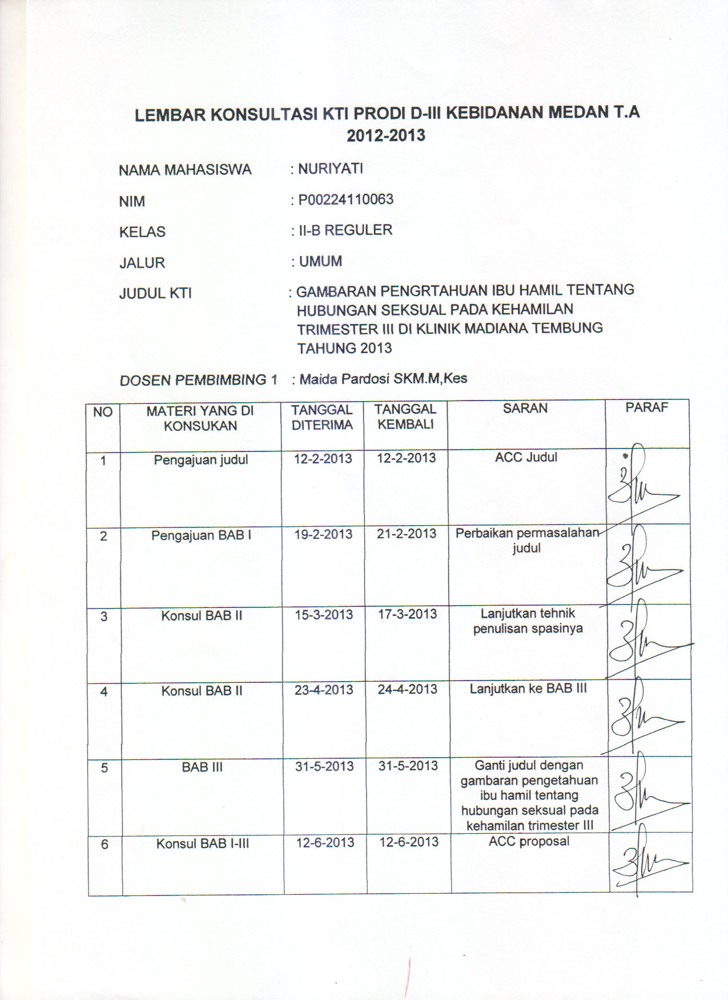 LEMBAR KONSULTASI KTI PRODI D-III KEBIDANAN MEDAN T.A
2012-2013
NAMA MAHASISWA : NURIYATI
NIM : P00224110063
KELAS : II-B REGULER
JALUR : UMUM
JUDUL KTI : GAMBARAN PENGRTAHUAN IBU HAMIL TENTANG
HUBUNGAN SEKSUAL PADA KEHAMILAN
TRIMESTER III DI KLINIK MADIANA TEMBUNG
TAHUNG 2013
DOSEN PEMBIMBING 1 : Maida Pardosi SKM.M,Kes
NO MATERI YANG DI TANGGAL TANGGAL SARAN PARAF
KONSUKAN DITERIMA KEMBALI
1 Pengajuan judul 12-2-2013 12-2-2013 ACC Judul
2 Pengajuan BAB I 19-2-2013 21-2-2013 Perbaikan permasalahan
judul
3 Konsul BAB II 15-3-2013 17-3-2013 Lanjutkan tehnik
penulisan spasinya
4 Konsul BAB II 23-4-2013 24-4-2013 Lanjutkan ke BAB III
5 BAB III 31-5-2013 31-5-2013 Ganti judul dengan
gambaran pengetahuan
ibu hamil tentang
hubungan seksual pada
kehamilan trimester III
6 Konsul BAB I-III 12-6-2013 12-6-2013 ACC proposal